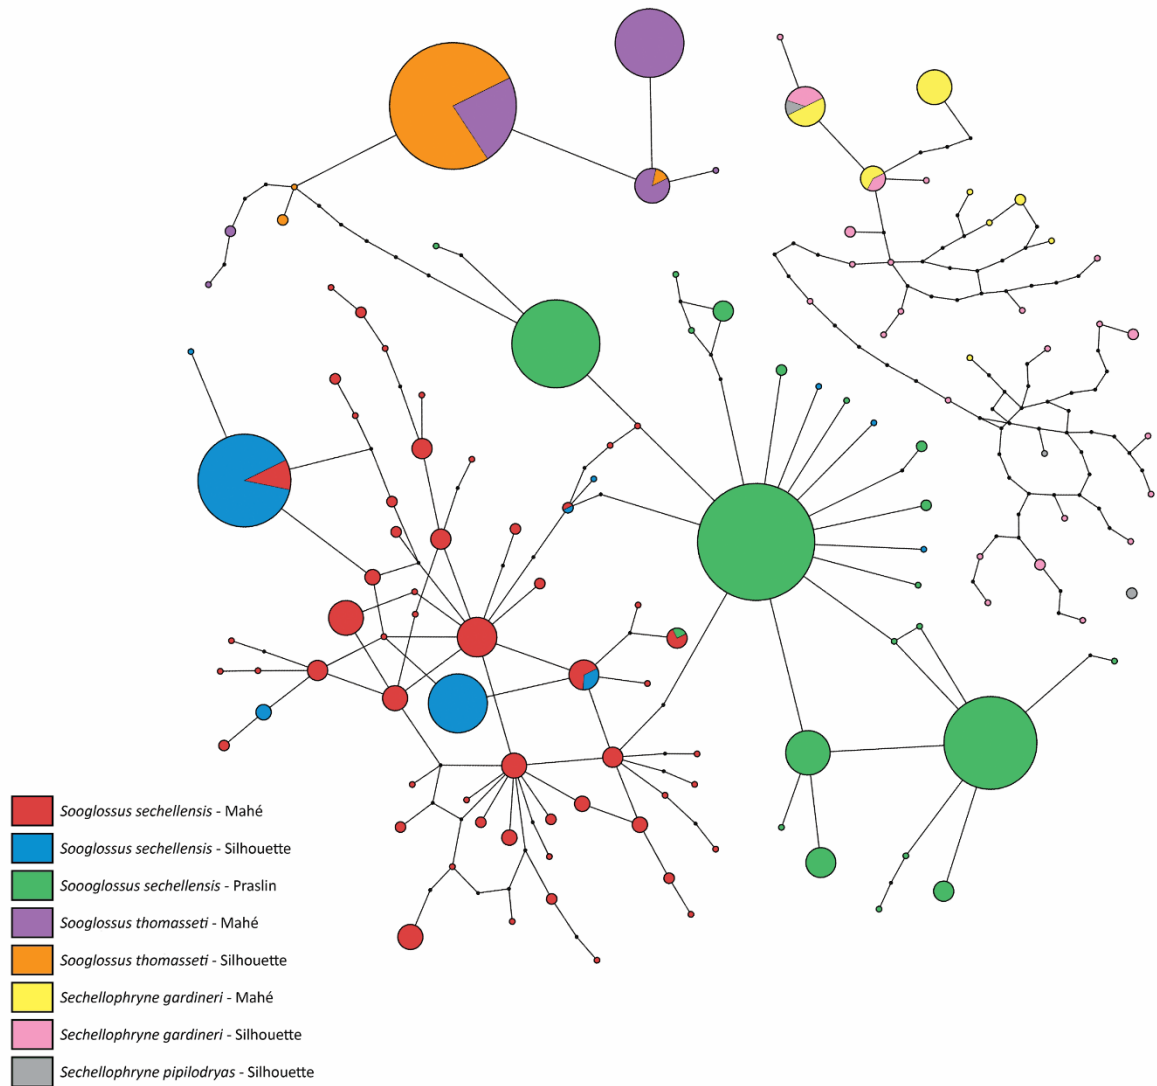 Sooglossus sechellensis - Mahé
Sooglossus sechellensis - Silhouette
Soooglossus sechellensis - Praslin
Sooglossus thomasseti - Mahé
Sooglossus thomasseti - Silhouette
Sechellophryne gardineri - Mahé
Sechellophryne gardineri - Silhouette
Sechellophryne pipilodryas - Silhouette